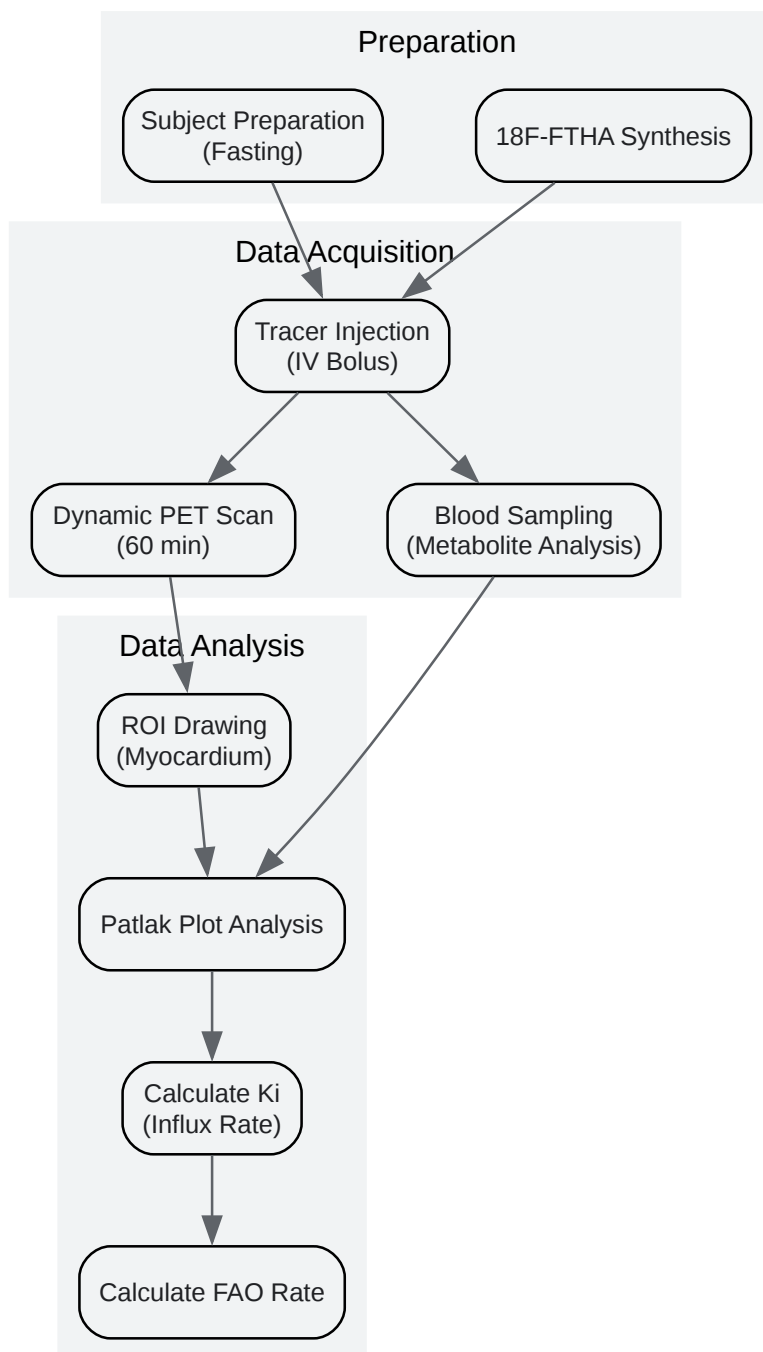 Preparation
Subject Preparation
(Fasting)
18F-FTHA Synthesis
Data Acquisition
Tracer Injection
(IV Bolus)
Dynamic PET Scan
(60 min)
Blood Sampling
(Metabolite Analysis)
Data Analysis
ROI Drawing
(Myocardium)
Patlak Plot Analysis
Calculate Ki
(Influx Rate)
Calculate FAO Rate